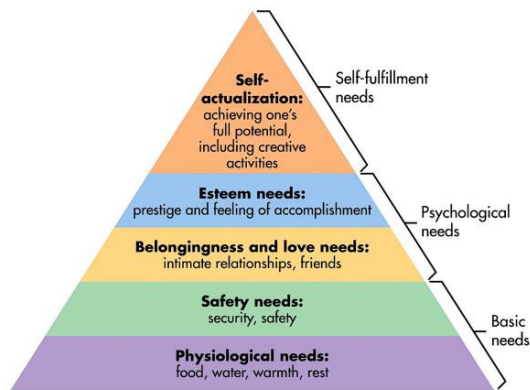 Self-
actualization:
achieving one's
full potential,
including creative
activities
Self-fulfillment
needs
Esteem needs:
prestige and feeling of accomplishment
Psychological
needs
Belongingness and love needs:
intimate relationships, friends
Safety needs:
security, safety
Basic
needs
Physiological needs:
food, water, warmth, rest